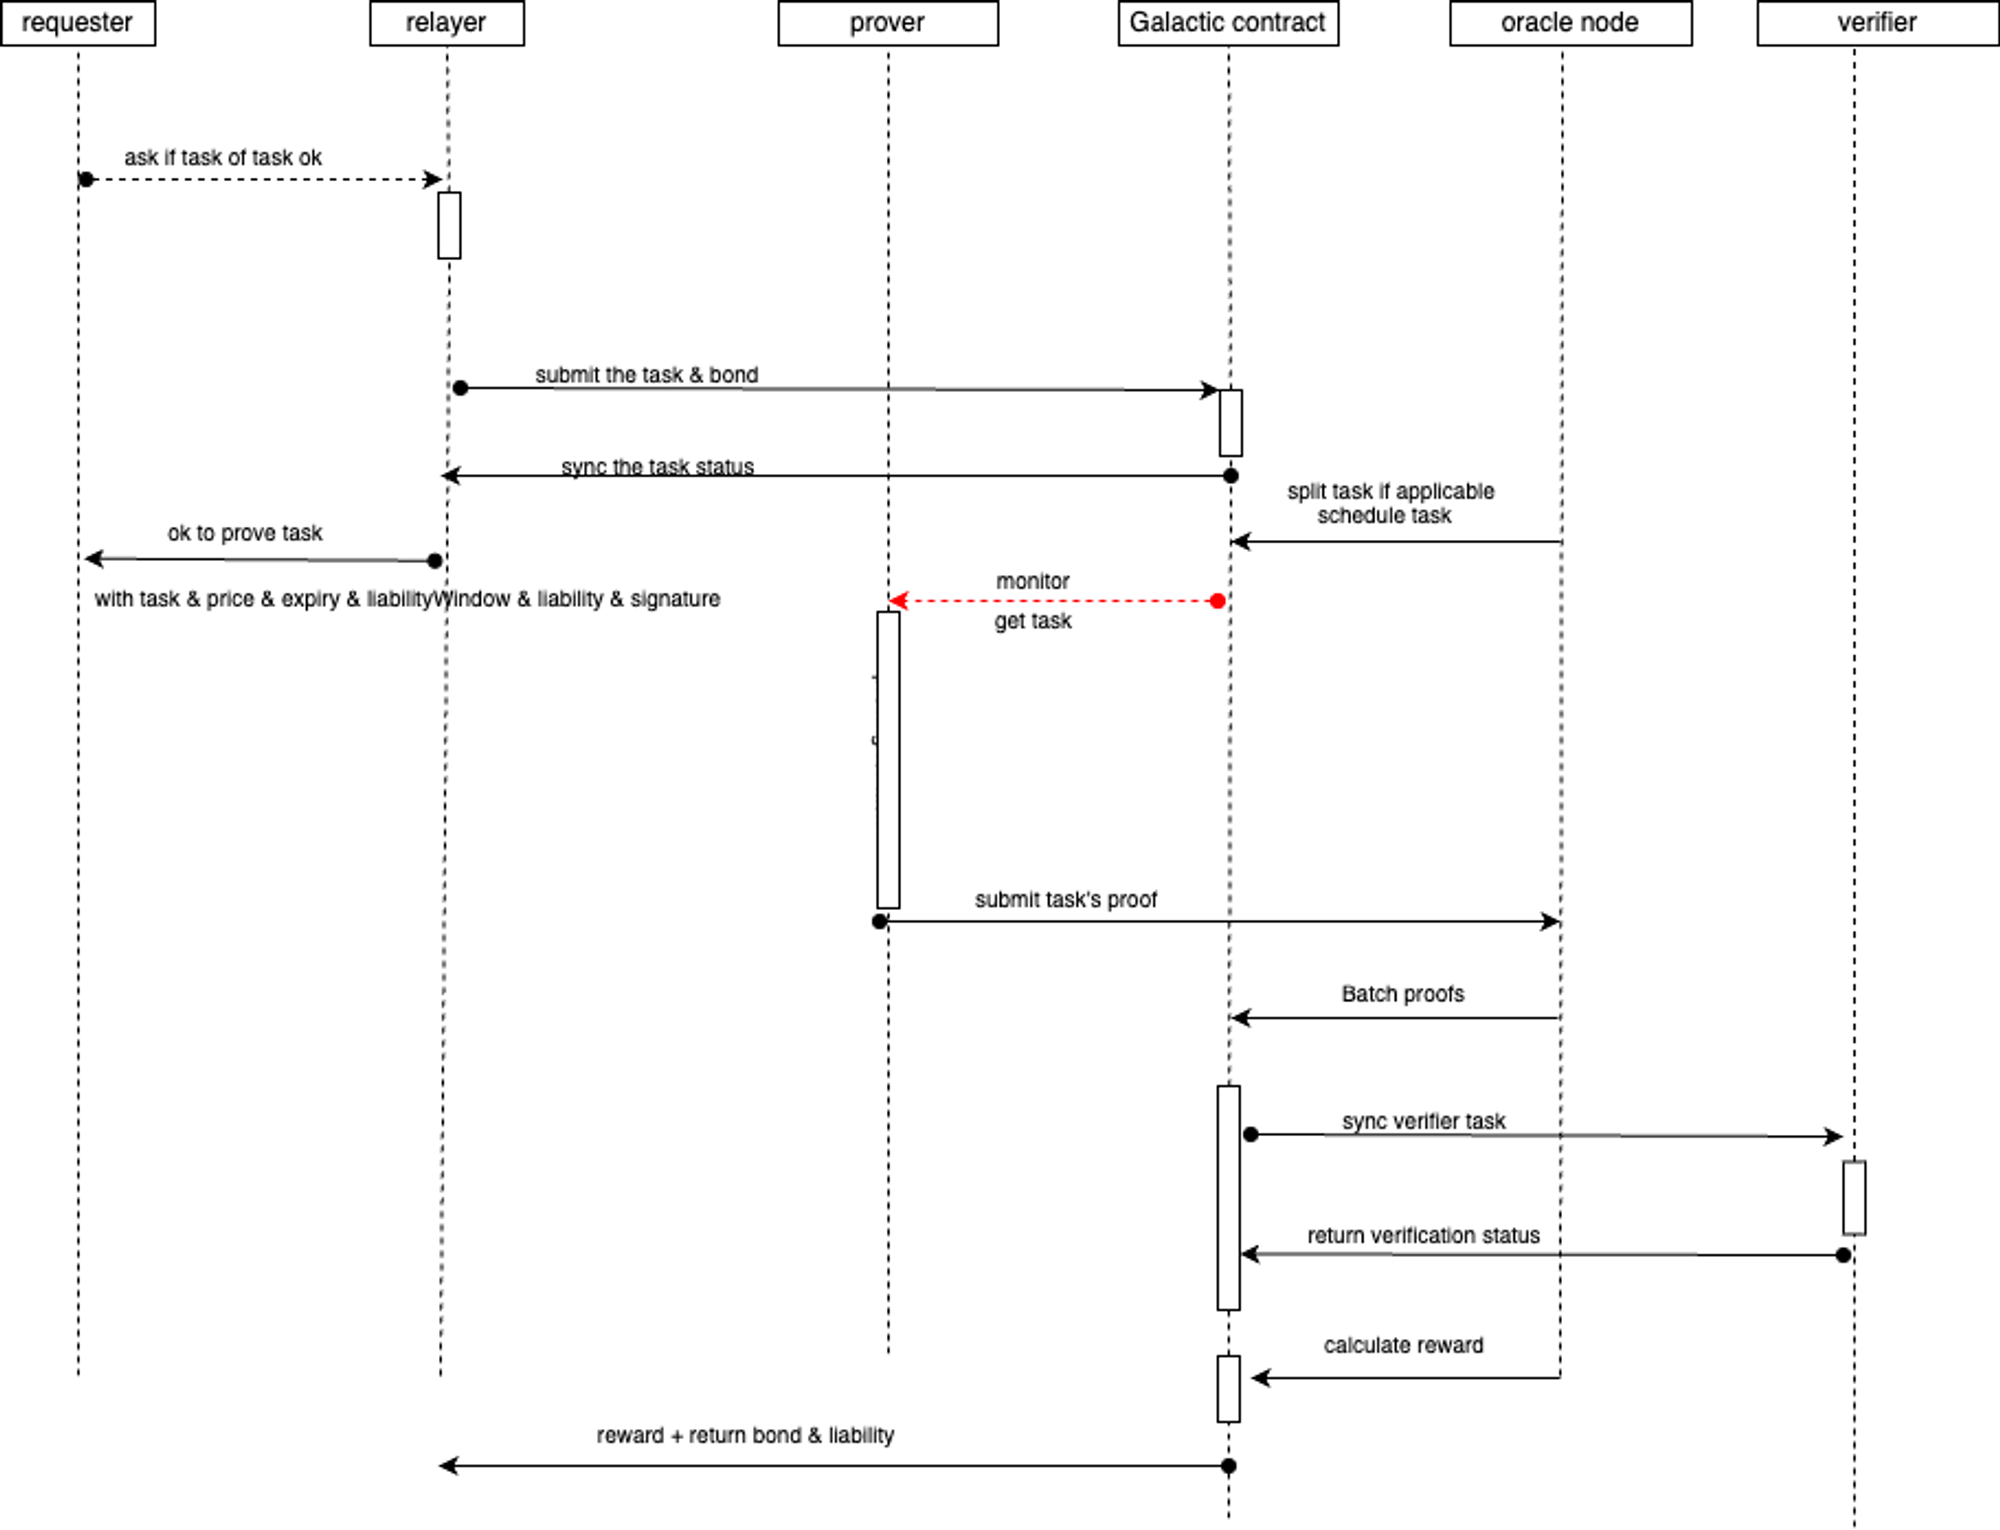 requester
relayer
prover
Galactic contract
oracle node
verifier
ask if task of task ok
submit the task & bond
sync the task status
split task if applicable
schedule task
ok to prove task
monitor
with task & price & expiry & liabilityWindow & liability & signature
get task
submit task's proof
Batch proofs
sync verifier task
return verification status
calculate reward
reward + return bond & liability